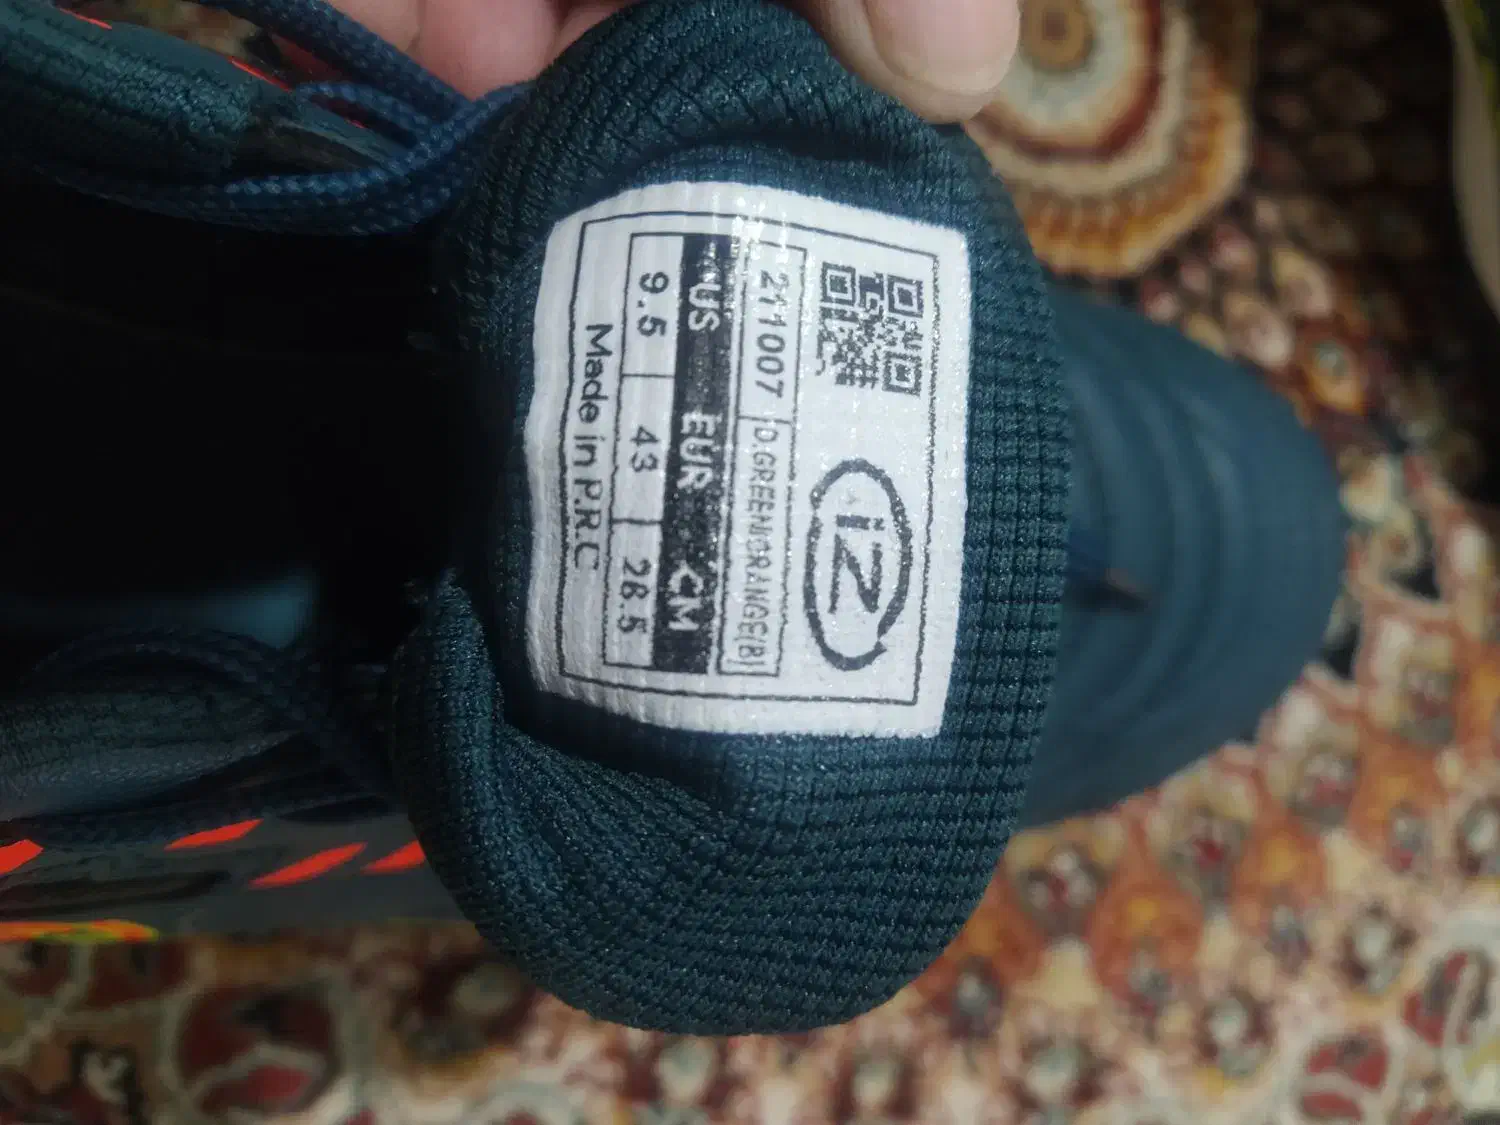 iz
211007 D.GREEN/ORANGE(B)
US EUR CM
9.5 43 28.5
Made in P.R.C